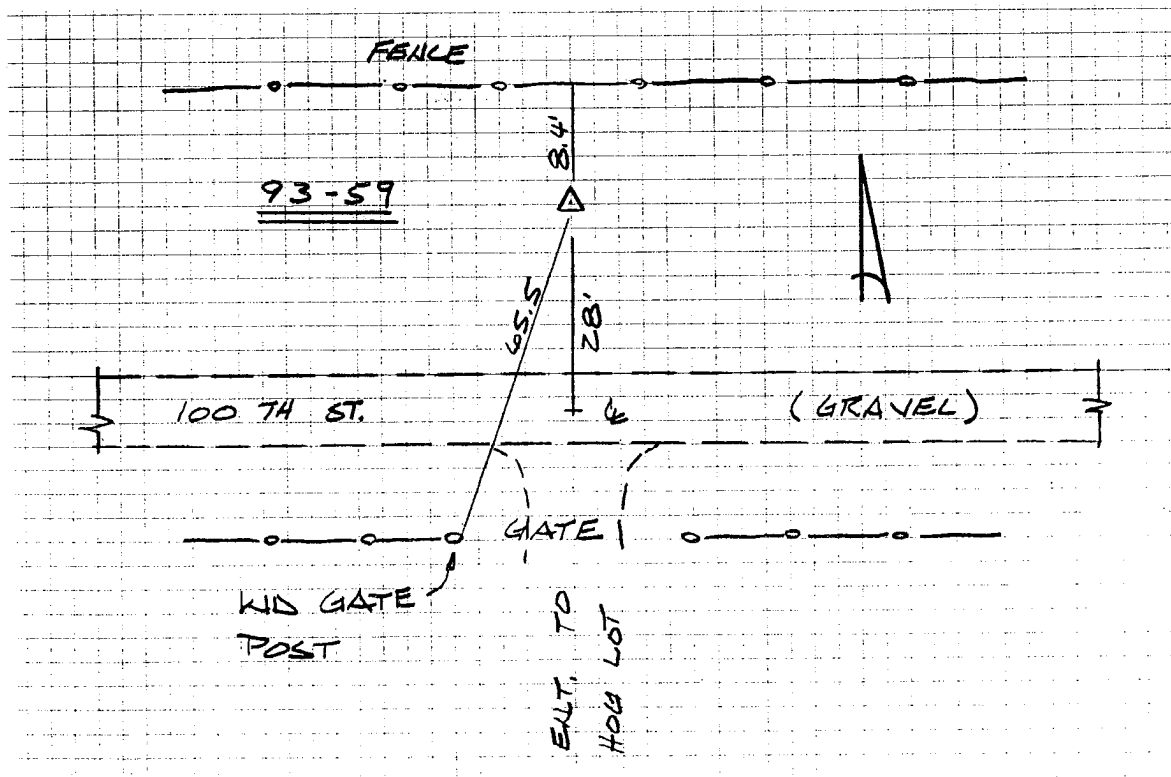 FENCE
8.4'
93-59
65.5
28'
100 TH ST.
℄
(GRAVEL)
GATE
WD GATE
POST
ENT. TO
HOG LOT